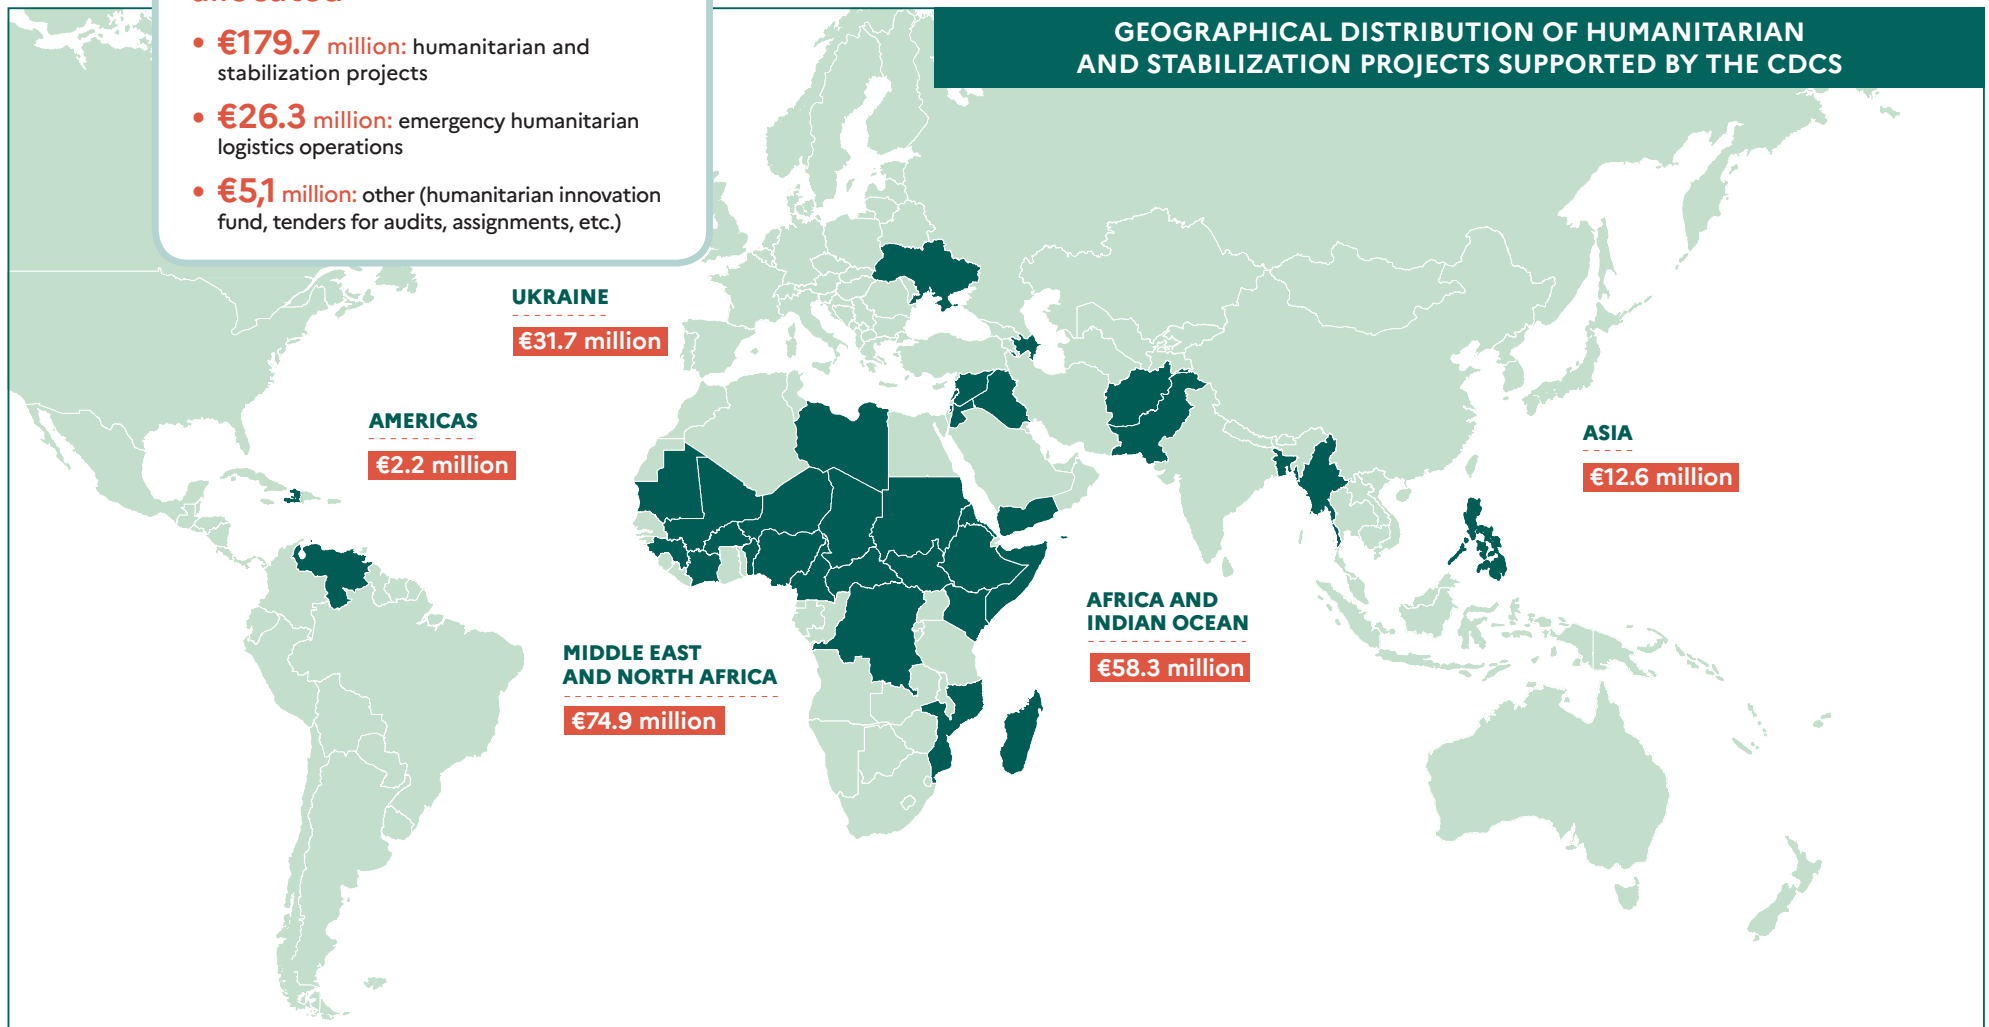 • €179.7 million: humanitarian and
stabilization projects
• €26.3 million: emergency humanitarian
logistics operations
• €5,1 million: other (humanitarian innovation
fund, tenders for audits, assignments, etc.)
GEOGRAPHICAL DISTRIBUTION OF HUMANITARIAN
AND STABILIZATION PROJECTS SUPPORTED BY THE CDCS
UKRAINE
€31.7 million
AMERICAS
€2.2 million
ASIA
€12.6 million
AFRICA AND
INDIAN OCEAN
€58.3 million
MIDDLE EAST
AND NORTH AFRICA
€74.9 million